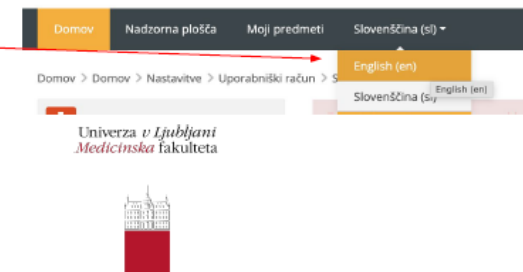 Domov Nadzorna plošča Moji predmeti Slovenščina (sl)
English (en)
Domov > Domov > Nastavitve > Uporabniški račun > S
English (en)
Slovenščina (sl)
Univerza v Ljubljani
Medicinska fakulteta